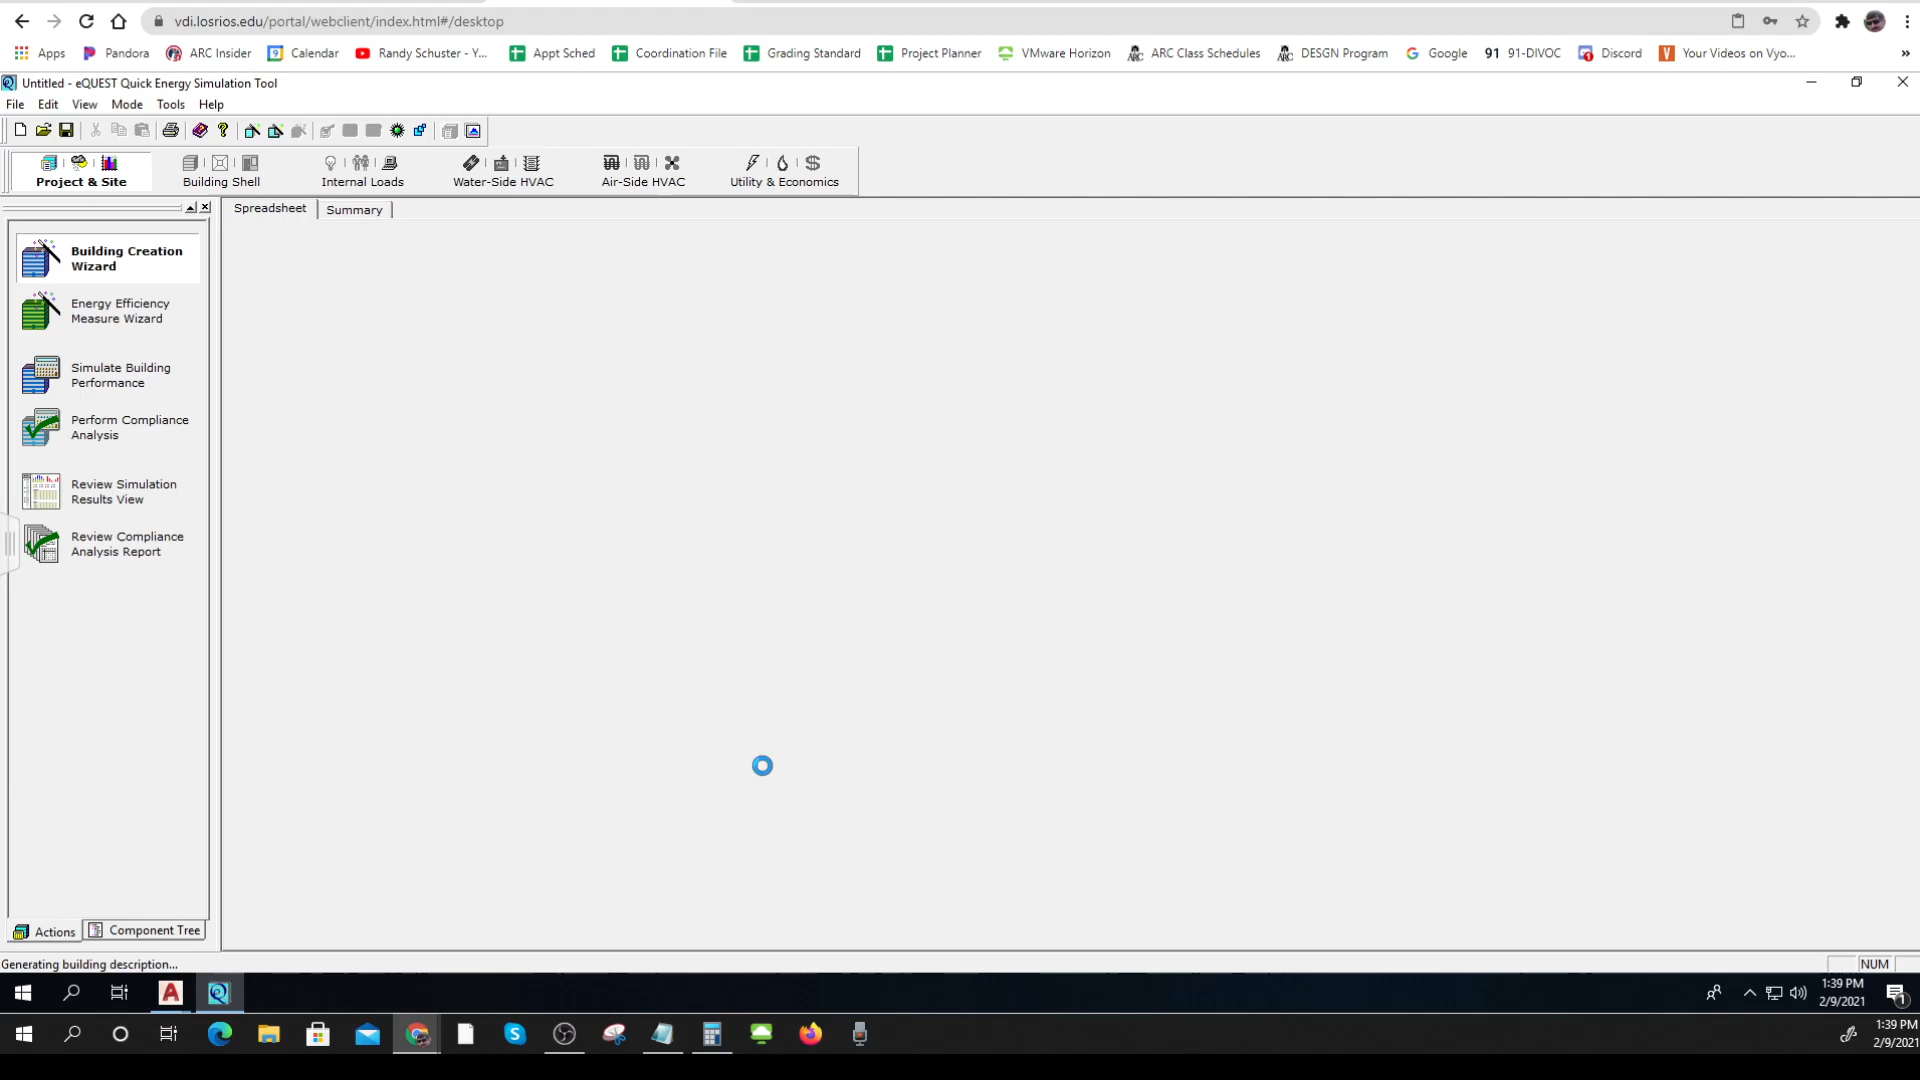 vdi.losrios.edu/portal/webclient/index.html#/desktop
Apps Pandora ARC Insider 9 Calendar Randy Schuster - Y... Appt Sched Coordination File Grading Standard Project Planner VMware Horizon ARC Class Schedules DESGN Program Google 91 91-DIVOC Discord Your Videos on Vyo... »
Untitled - eQUEST Quick Energy Simulation Tool
File Edit View Mode Tools Help
Project & Site Building Shell Internal Loads Water-Side HVAC Air-Side HVAC Utility & Economics
Spreadsheet Summary
Building Creation
Wizard
Energy Efficiency
Measure Wizard
Simulate Building
Performance
Perform Compliance
Analysis
Review Simulation
Results View
Review Compliance
Analysis Report
Actions Component Tree
Generating building description... NUM
1:39 PM
2/9/2021
1
1:39 PM
2/9/2021